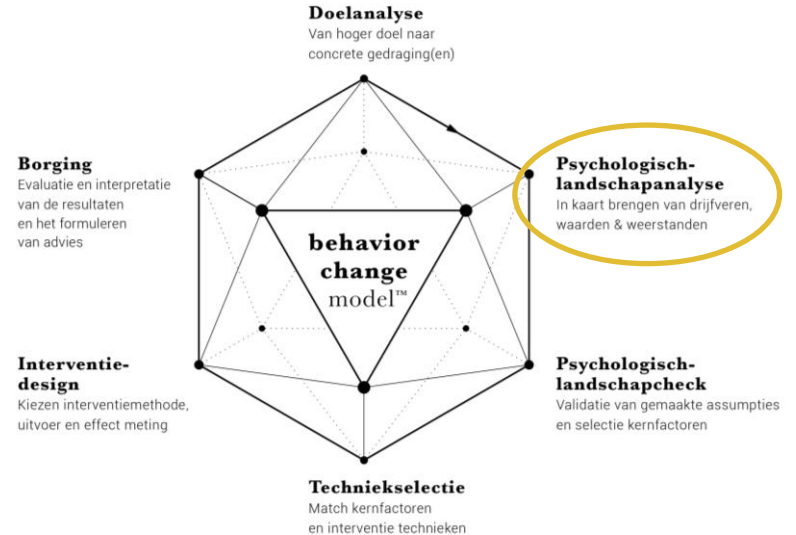 Doelanalyse
Van hoger doel naar
concrete gedraging(en)
Psychologisch-
landschapanalyse
In kaart brengen van drijfveren,
waarden & weerstanden
Psychologisch-
landschapcheck
Validatie van gemaakte assumpties
en selectie kernfactoren
Techniekselectie
Match kernfactoren
en interventie technieken
Interventie-
design
Kiezen interventiemethode,
uitvoer en effect meting
Borging
Evaluatie en interpretatie
van de resultaten
en het formuleren
van advies
behavior
change
model™